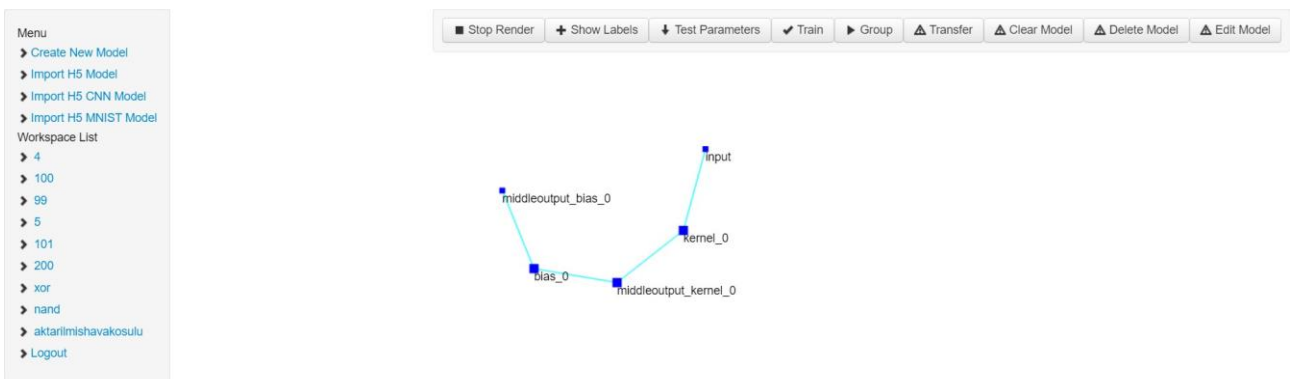 Menu
Create New Model
Import H5 Model
Import H5 CNN Model
Import H5 MNIST Model
Workspace List
4
100
99
5
101
200
xor
nand
aktarilmishavakosulu
Logout
Stop Render Show Labels Test Parameters Train Group Transfer Clear Model Delete Model Edit Model
input
middleoutput_bias_0
kernel_0
bias_0
middleoutput_kernel_0